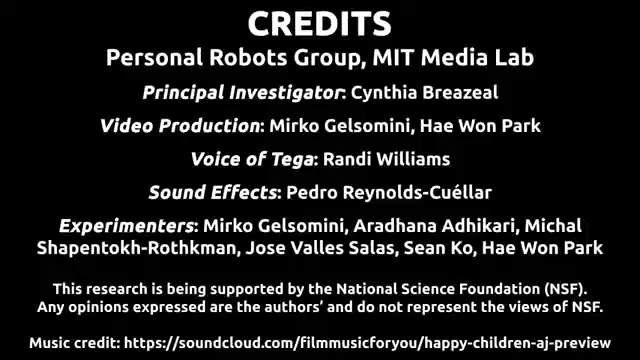 CREDITS
Personal Robots Group, MIT Media Lab
Principal Investigator: Cynthia Breazeal
Video Production: Mirko Gelsomini, Hae Won Park
Voice of Tega: Randi Williams
Sound Effects: Pedro Reynolds-Cuéllar
Experimenters: Mirko Gelsomini, Aradhana Adhikari, Michal
Shapentokh-Rothkman, Jose Valles Salas, Sean Ko, Hae Won Park
This research is being supported by the National Science Foundation (NSF).
Any opinions expressed are the authors’ and do not represent the views of NSF.
Music credit: https://soundcloud.com/filmmusicforyou/happy-children-aj-preview